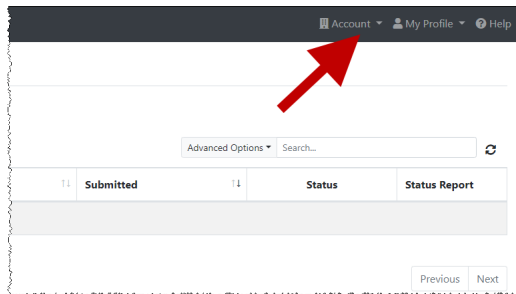 Account My Profile Help
Advanced Options Search...
Submitted Status Status Report
Previous Next